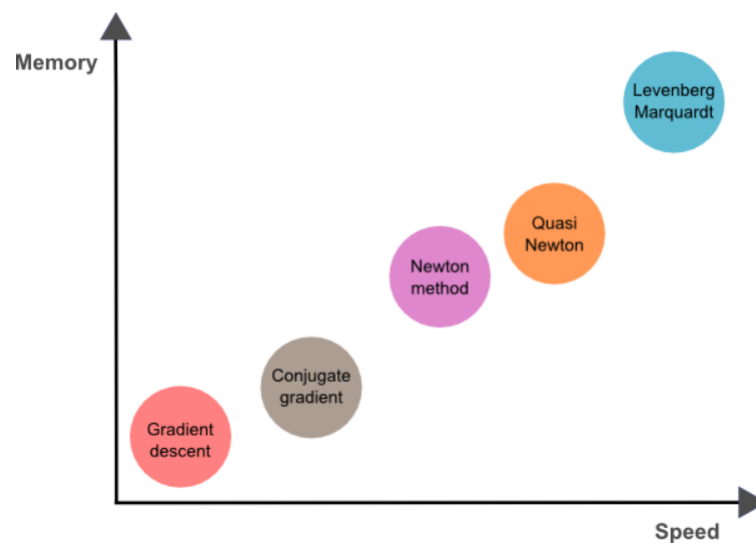 Memory
Levenberg
Marquardt
Quasi
Newton
Newton
method
Conjugate
gradient
Gradient
descent
Speed